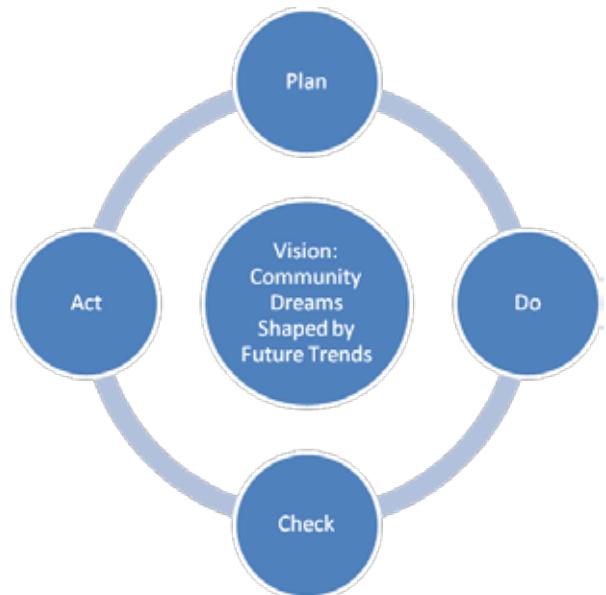 Plan
Vision:
Community
Dreams
Shaped by
Future Trends
Act
Do
Check